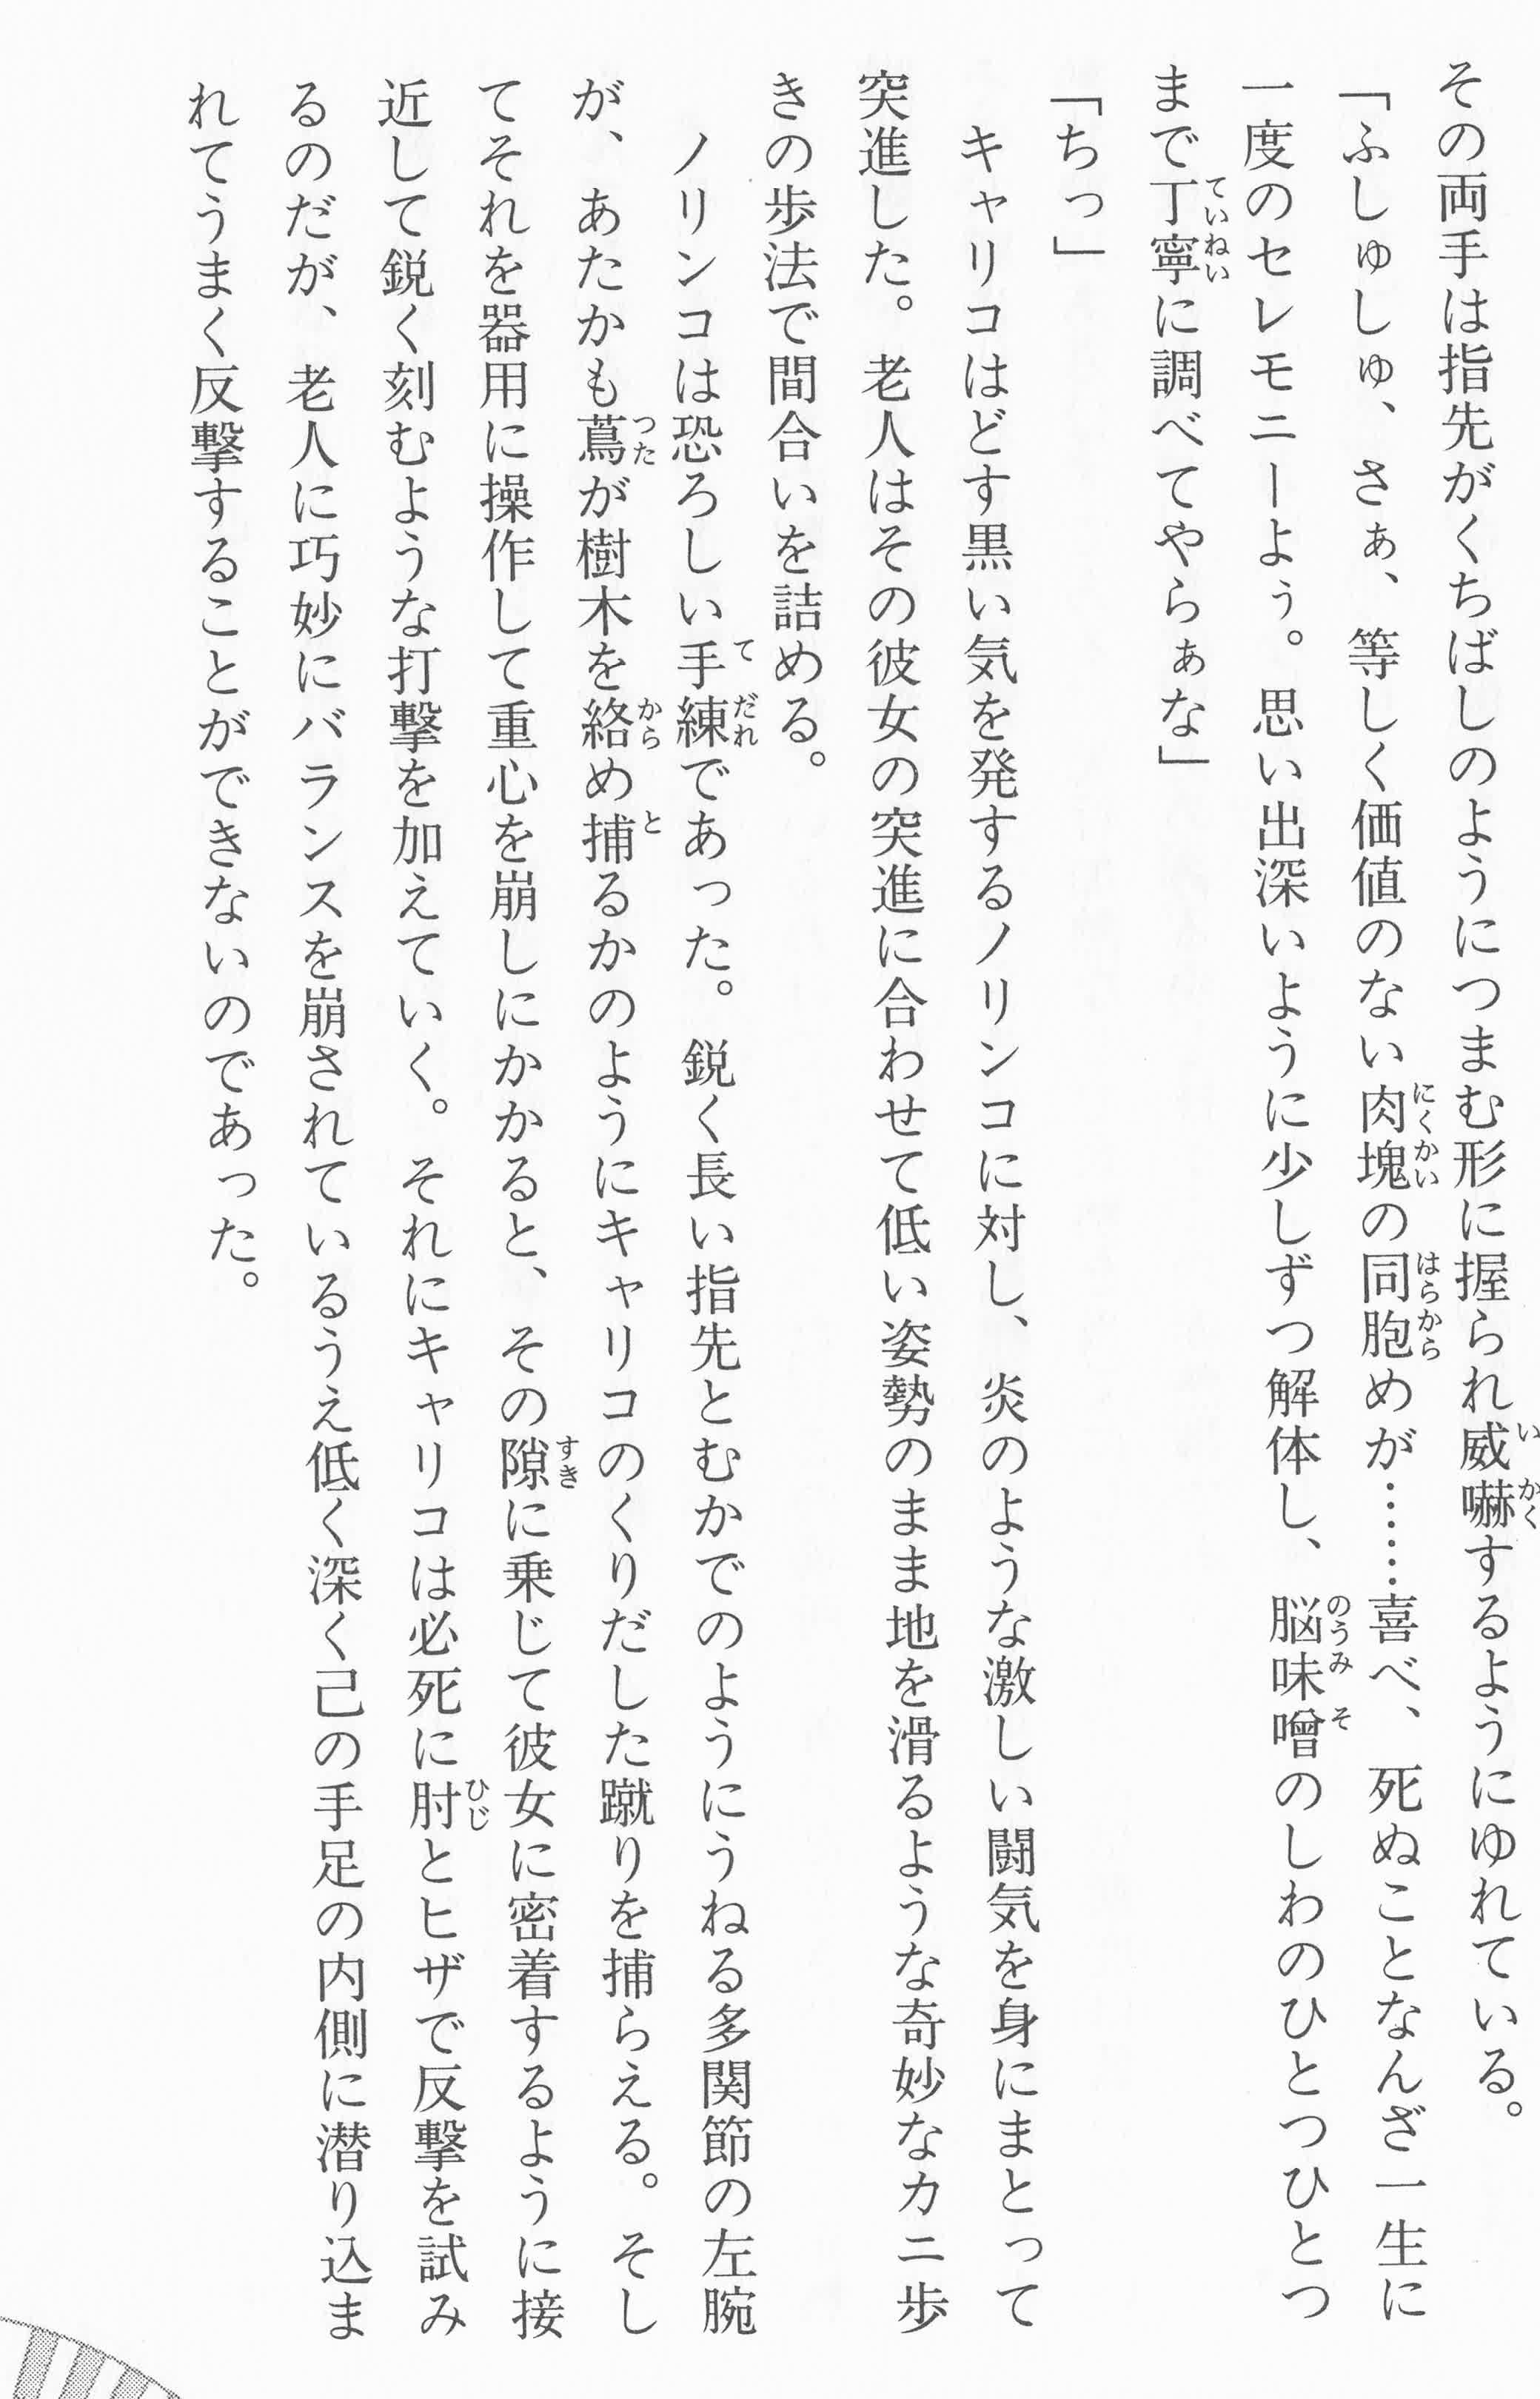 その両手は指先がくちばしのようにつまむ形に握られ威嚇するようにゆれている。
「ふしゅしゅ、さぁ、等しく価値のない肉塊の同胞めが……喜べ、死ぬことなんざ一生に
一度のセレモニーよぅ。思い出深いように少しずつ解体し、脳味噌のしわのひとつひとつ
まで丁寧に調べてやらぁな」
「ちっ」
　キャリコはどす黒い気を発するノリンコに対し、炎のような激しい闘気を身にまとって
突進した。老人はその彼女の突進に合わせて低い姿勢のまま地を滑るような奇妙なカニ歩
きの歩法で間合いを詰める。
　ノリンコは恐ろしい手練であった。鋭く長い指先とむかでのようにうねる多関節の左腕
が、あたかも蔦が樹木を絡め捕るかのようにキャリコのくりだした蹴りを捕らえる。そし
てそれを器用に操作して重心を崩しにかかると、その隙に乗じて彼女に密着するように接
近して鋭く刻むような打撃を加えていく。それにキャリコは必死に肘とヒザで反撃を試み
るのだが、老人に巧妙にバランスを崩されているうえ低く深く己の手足の内側に潜り込ま
れてうまく反撃することができないのであった。